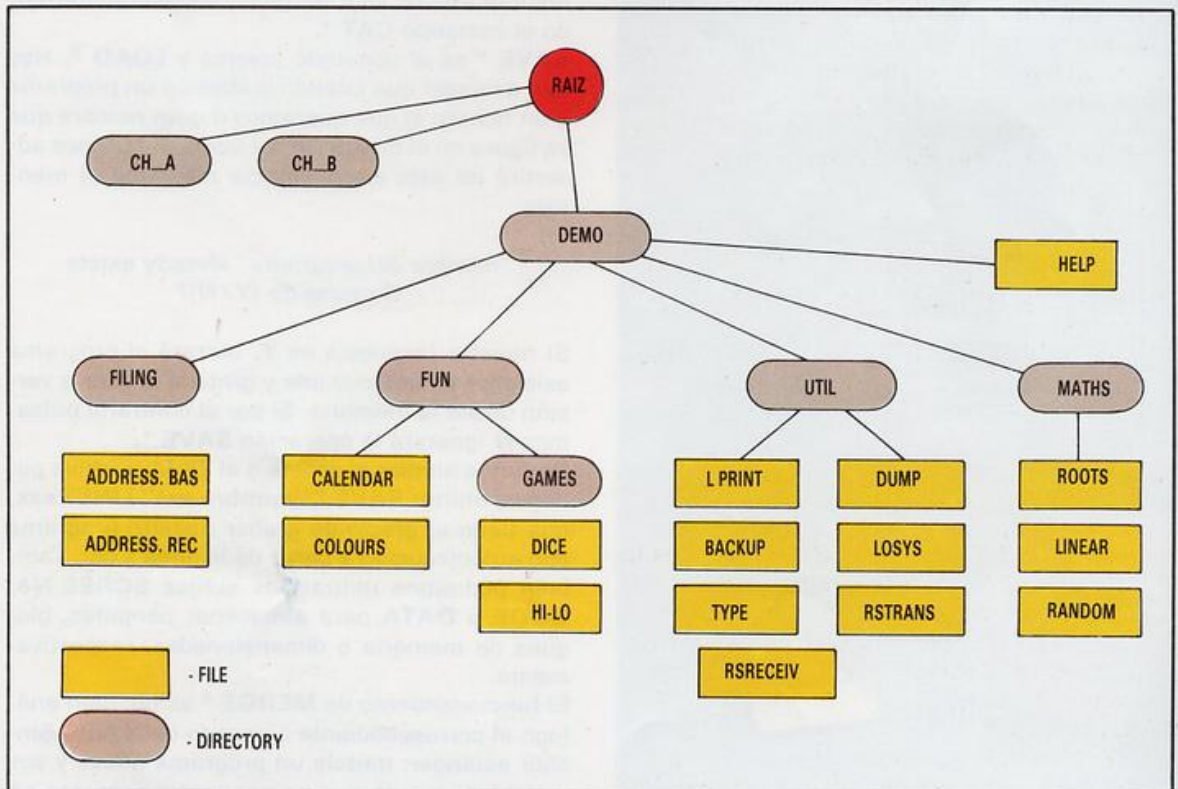 RAIZ
CH_A
CH_B
DEMO
HELP
FILING
FUN
UTIL
MATHS
ADDRESS. BAS
CALENDAR
GAMES
L PRINT
DUMP
ROOTS
ADDRESS. REC
COLOURS
DICE
BACKUP
LOSYS
LINEAR
HI-LO
TYPE
RSTRANS
RANDOM
- FILE
RSRECEIV
- DIRECTORY